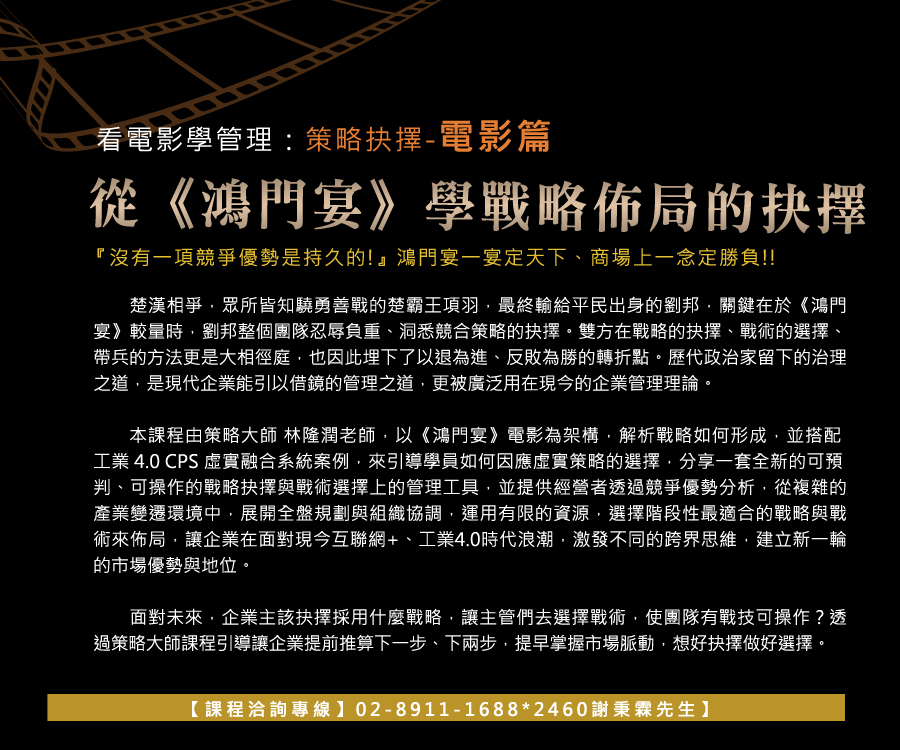 看電影學管理：策略抉擇-電影篇
從《鴻門宴》學戰略佈局的抉擇
『沒有一項競爭優勢是持久的!』鴻門宴一宴定天下、商場上一念定勝負!!
楚漢相爭，眾所皆知驍勇善戰的楚霸王項羽，最終輸給平民出身的劉邦，關鍵在於《鴻門
宴》較量時，劉邦整個團隊忍辱負重、洞悉競合策略的抉擇。雙方在戰略的抉擇、戰術的選擇、
帶兵的方法更是大相徑庭，也因此埋下了以退為進、反敗為勝的轉折點。歷代政治家留下的治理
之道，是現代企業能引以借鏡的管理之道，更被廣泛用在現今的企業管理理論。
本課程由策略大師 林隆潤老師，以《鴻門宴》電影為架構，解析戰略如何形成，並搭配
工業 4.0 CPS 虛實融合系統案例，來引導學員如何因應虛實策略的選擇，分享一套全新的可預
判、可操作的戰略抉擇與戰術選擇上的管理工具，並提供經營者透過競爭優勢分析，從複雜的
產業變遷環境中，展開全盤規劃與組織協調，運用有限的資源，選擇階段性最適合的戰略與戰
術來佈局，讓企業在面對現今互聯網+、工業4.0時代浪潮，激發不同的跨界思維，建立新一輪
的市場優勢與地位。
面對未來，企業主該抉擇採用什麼戰略，讓主管們去選擇戰術，使團隊有戰技可操作？透
過策略大師課程引導讓企業提前推算下一步、下兩步，提早掌握市場脈動，想好抉擇做好選擇。
【課程洽詢專線】02-8911-1688*2460謝秉霖先生】